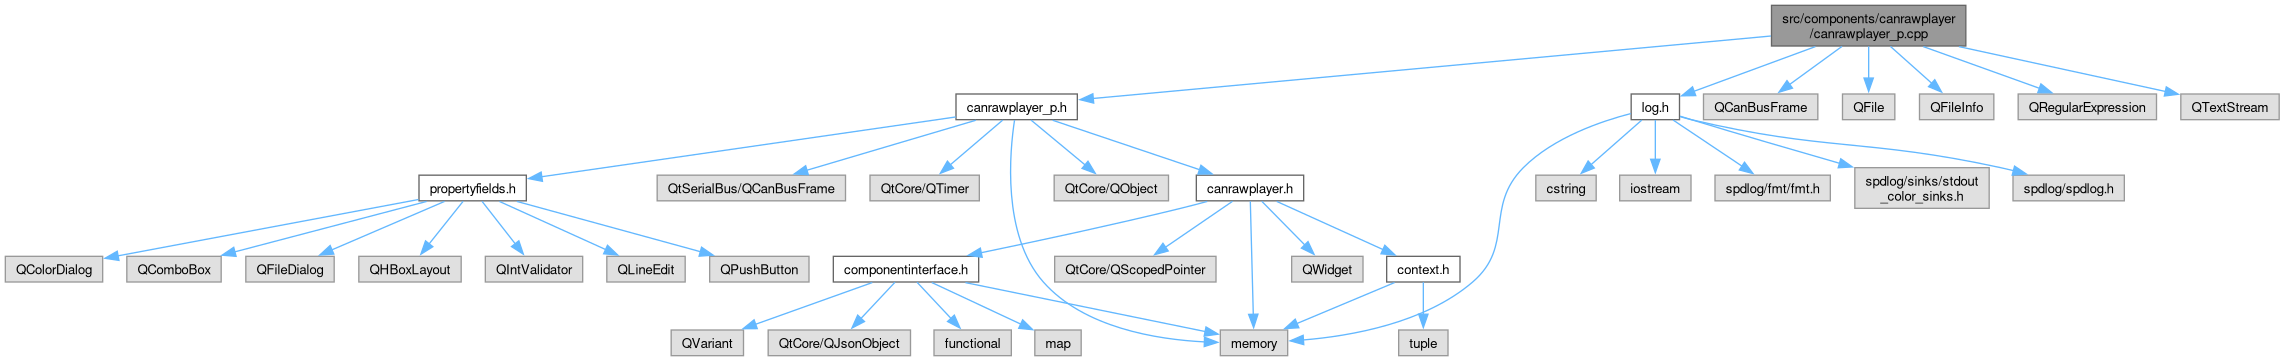 src/components/canrawplayer
/canrawplayer_p.cpp
canrawplayer_p.h
log.h
QCanBusFrame
QFile
QFileInfo
QRegularExpression
QTextStream
propertyfields.h
QtSerialBus/QCanBusFrame
QtCore/QTimer
QtCore/QObject
canrawplayer.h
cstring
iostream
spdlog/fmt/fmt.h
spdlog/sinks/stdout
_color_sinks.h
spdlog/spdlog.h
QColorDialog
QComboBox
QFileDialog
QHBoxLayout
QIntValidator
QLineEdit
QPushButton
componentinterface.h
QtCore/QScopedPointer
QWidget
context.h
QVariant
QtCore/QJsonObject
functional
map
memory
tuple